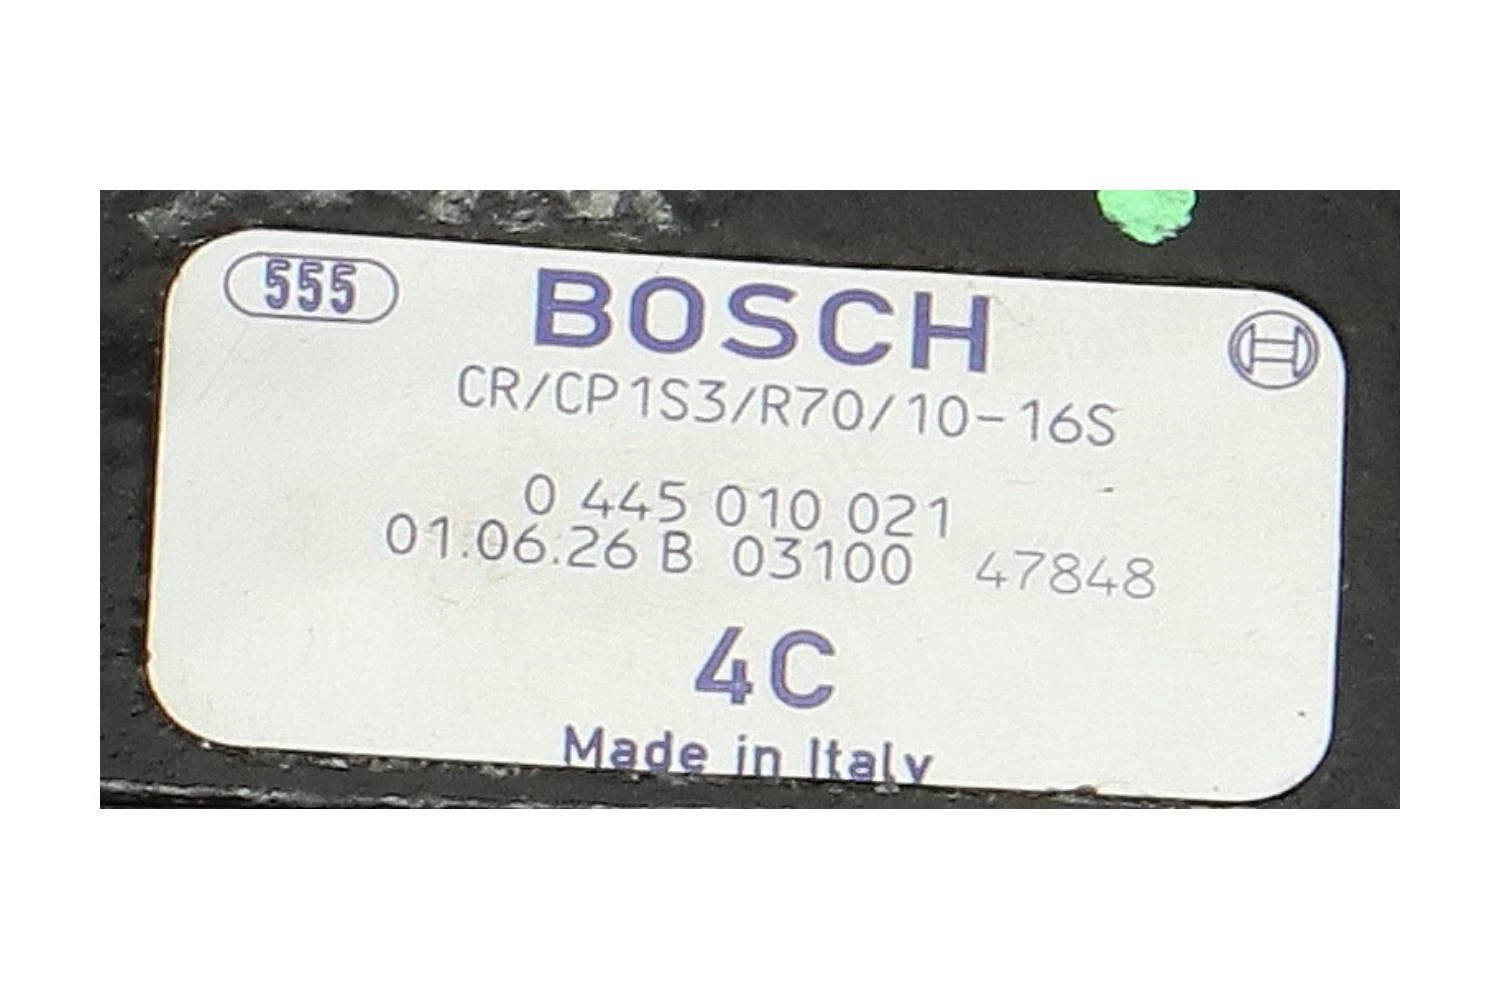 555
BOSCH
CR/CP1S3/R70/10-16S
0 445 010 021
01.06.26 B 03100 47848
4C
Made in Italy